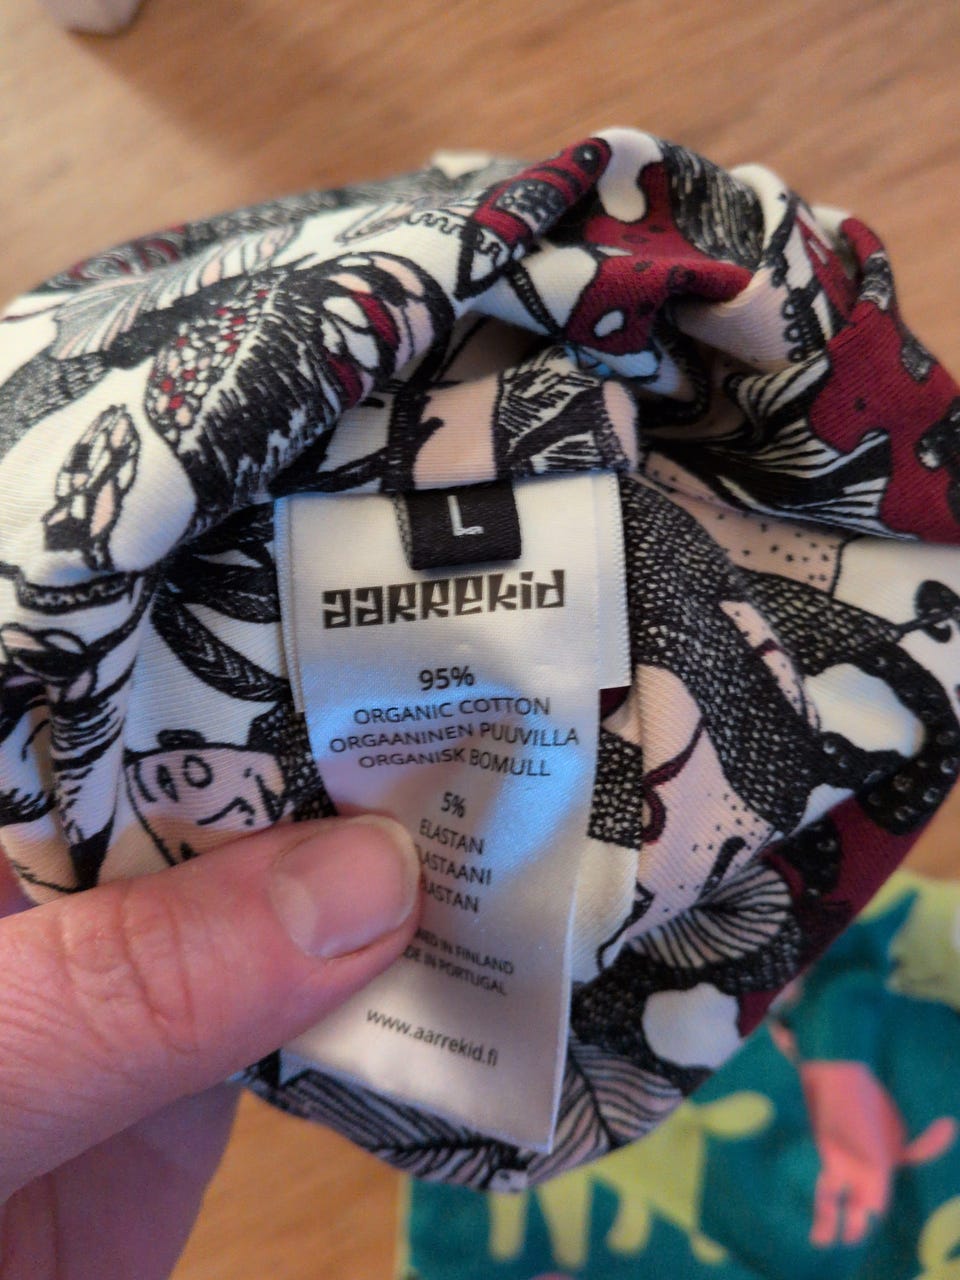 L
aarrekid
95%
ORGANIC COTTON
ORGAANINEN PUUVILLA
ORGANISK BOMULL
5%
ELASTAN
IN FINLAND
IN PORTUGAL
www.aarrekid.fi